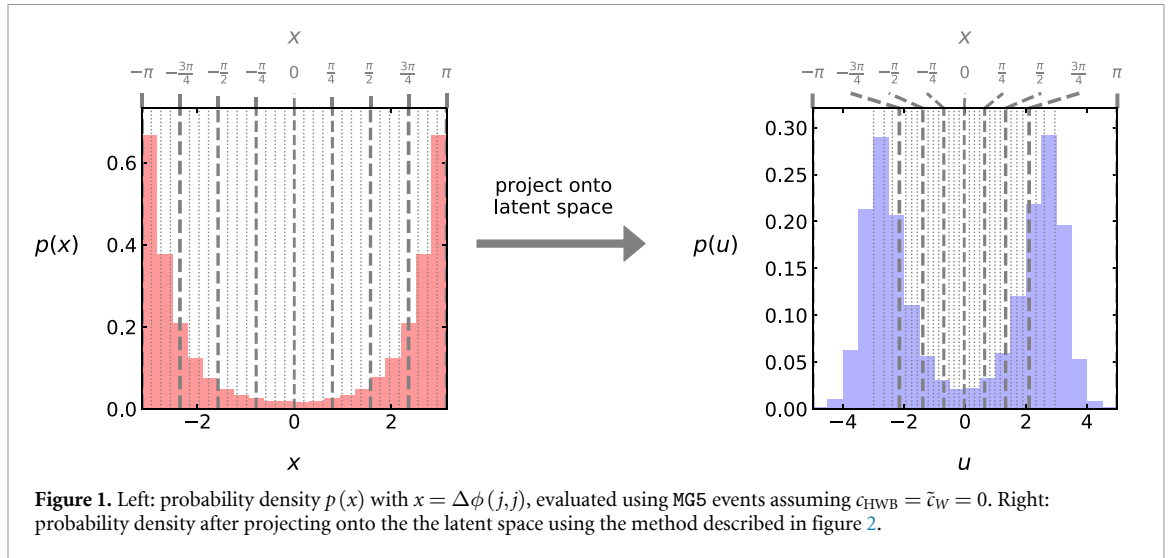 x
x
−π −3π/4 −π/2 −π/4 0 π/4 π/2 3π/4 π
−π −3π/4 −π/2 −π/4 0 π/4 π/2 3π/4 π
0.6
0.4
0.2
0.0
p(x)
−2 0 2
x
project onto
latent space
0.30
0.25
0.20
0.15
0.10
0.05
0.00
p(u)
−4 −2 0 2 4
u
Figure 1. Left: probability density p(x) with x = Δϕ(j,j), evaluated using MG5 events assuming c_HWB = c̃_W = 0. Right:
probability density after projecting onto the the latent space using the method described in figure 2.